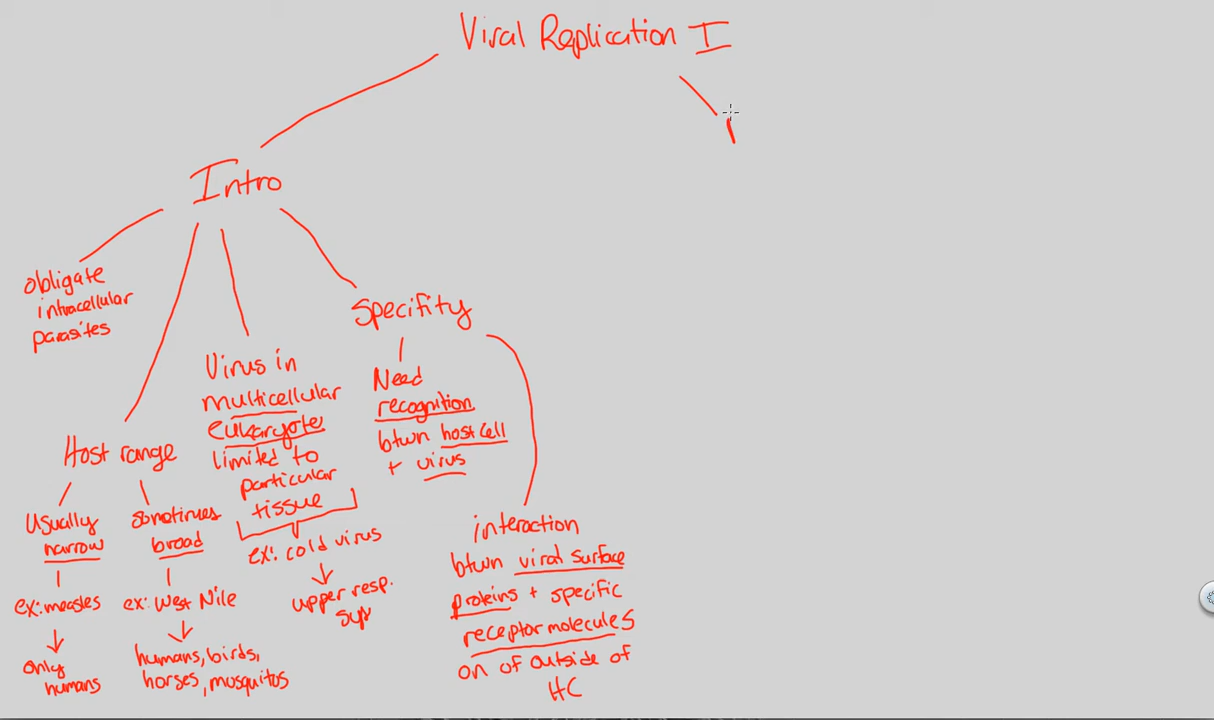 Viral Replication I
Intro
obligate
intracellular
parasites
Host range
Usually
narrow
ex: measles
only
humans
sometimes
broad
ex: West Nile
humans, birds,
horses, mosquitos
Virus in
multicellular
eukaryote
limited to
particular
tissue
ex: cold virus
upper resp.
sys
Specifity
Need
recognition
btwn host cell
+ virus
interaction
btwn viral surface
proteins + specific
receptor molecules
on of outside of
HC